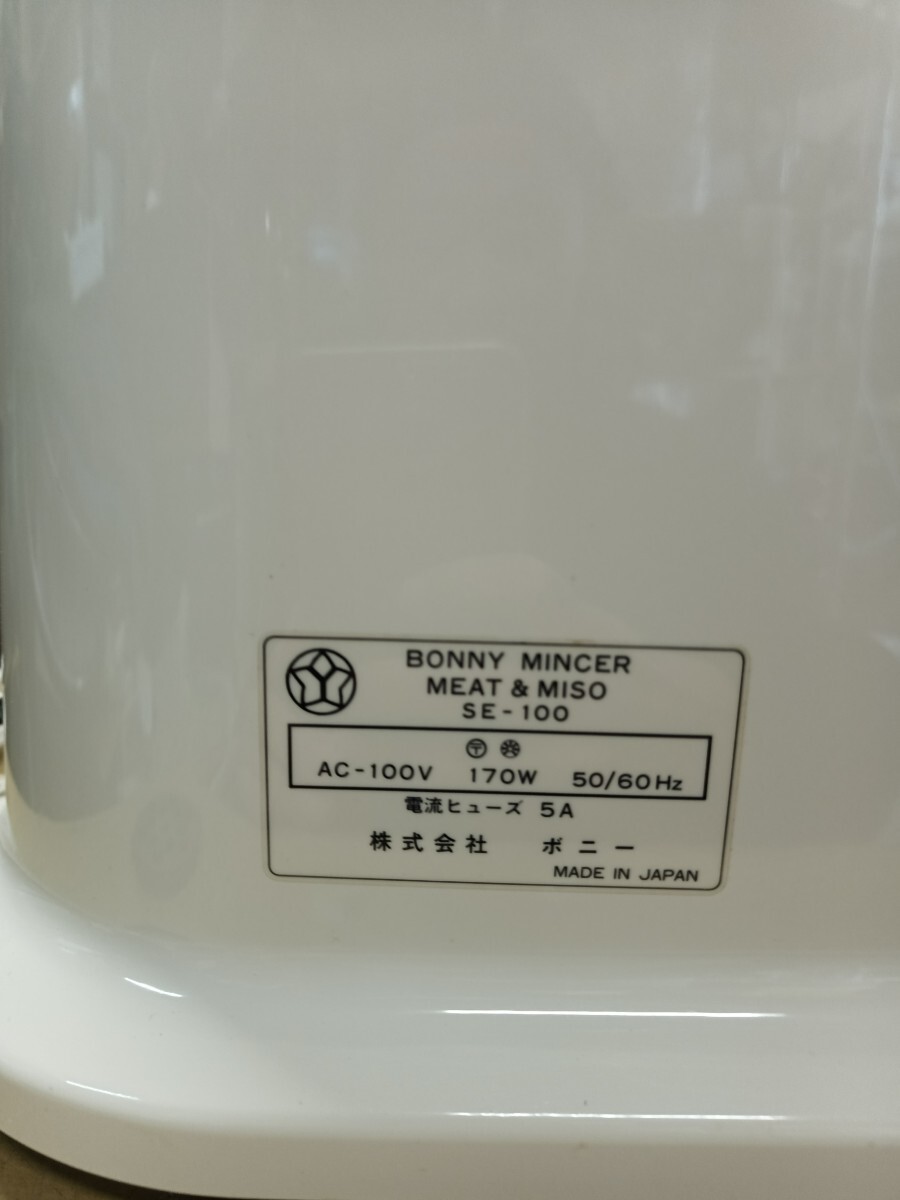 BONNY MINCER
MEAT & MISO
SE-100
〒
AC-100V 170W 50/60Hz
電流ヒューズ 5A
株式会社 ボニー
MADE IN JAPAN